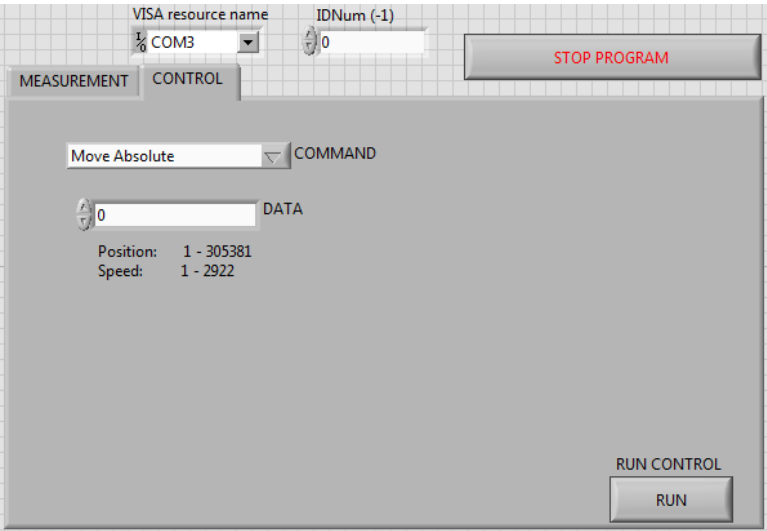 VISA resource name
IDNum (-1)
COM3
0
STOP PROGRAM
MEASUREMENT
CONTROL
Move Absolute
COMMAND
0
DATA
Position: 1 - 305381
Speed: 1 - 2922
RUN CONTROL
RUN